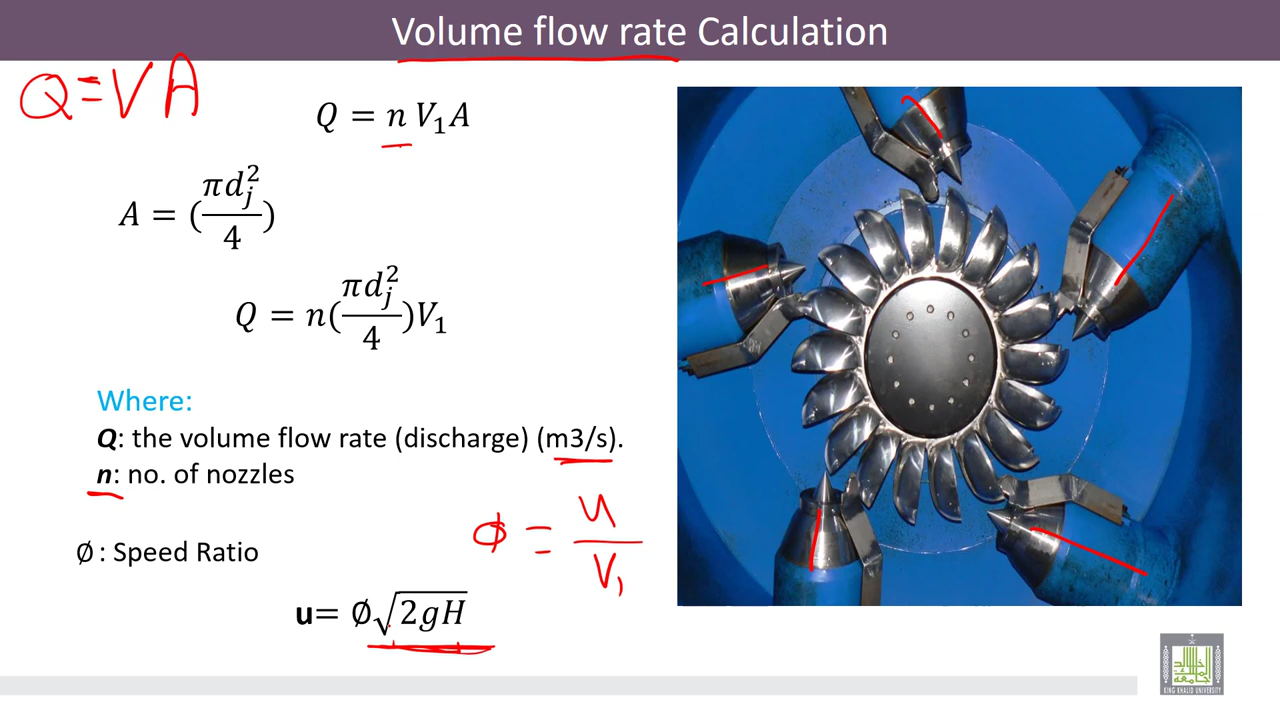 Volume flow rate Calculation
Q = V A
Q = n V₁A
A = (πd_j²/4)
Q = n(πd_j²/4)V₁
Where:
Q: the volume flow rate (discharge) (m3/s).
n: no. of nozzles
φ = u/V₁
∅ : Speed Ratio
u= ∅√2gH
KING KHALID UNIVERSITY